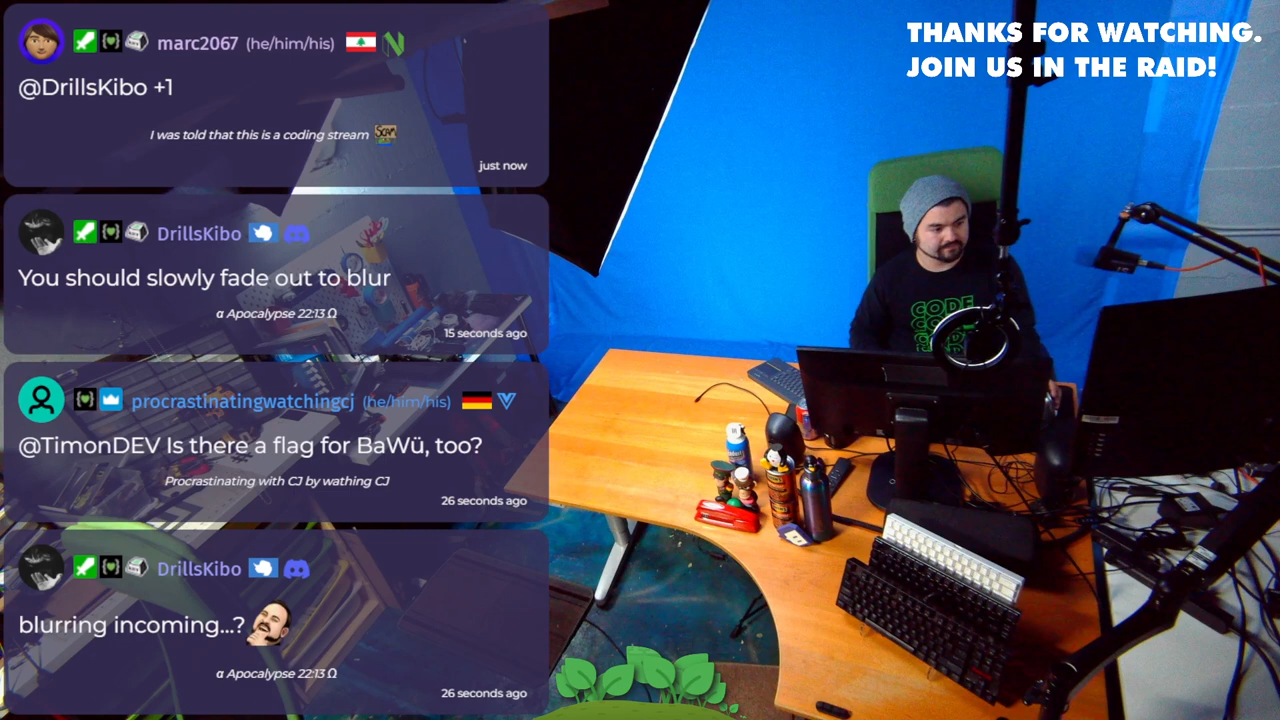 marc2067 (he/him/his)
@DrillsKibo +1
I was told that this is a coding stream
just now
DrillsKibo
You should slowly fade out to blur
α Apocalypse 22:13 Ω
15 seconds ago
procrastinatingwatchingcj (he/him/his)
@TimonDEV Is there a flag for BaWü, too?
Procrastinating with CJ by wathing CJ
26 seconds ago
DrillsKibo
blurring incoming...?
α Apocalypse 22:13 Ω
26 seconds ago
THANKS FOR WATCHING.
JOIN US IN THE RAID!
CODE